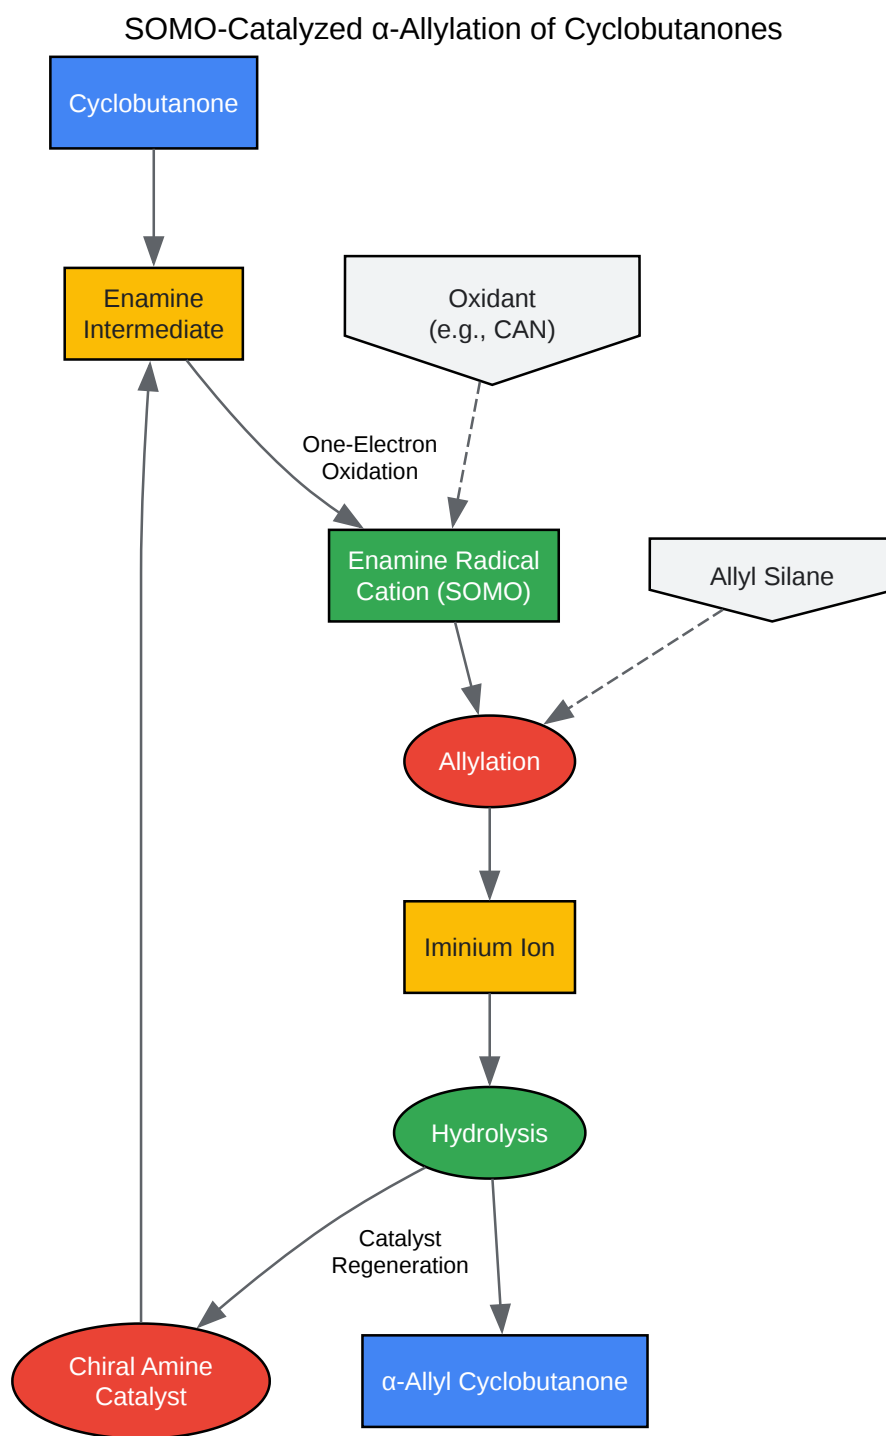 SOMO-Catalyzed α-Allylation of Cyclobutanones
Cyclobutanone
Enamine
Intermediate
Oxidant
(e.g., CAN)
One-Electron
Oxidation
Enamine Radical
Cation (SOMO)
Allyl Silane
Allylation
Iminium Ion
Hydrolysis
Catalyst
Regeneration
Chiral Amine
Catalyst
α-Allyl Cyclobutanone